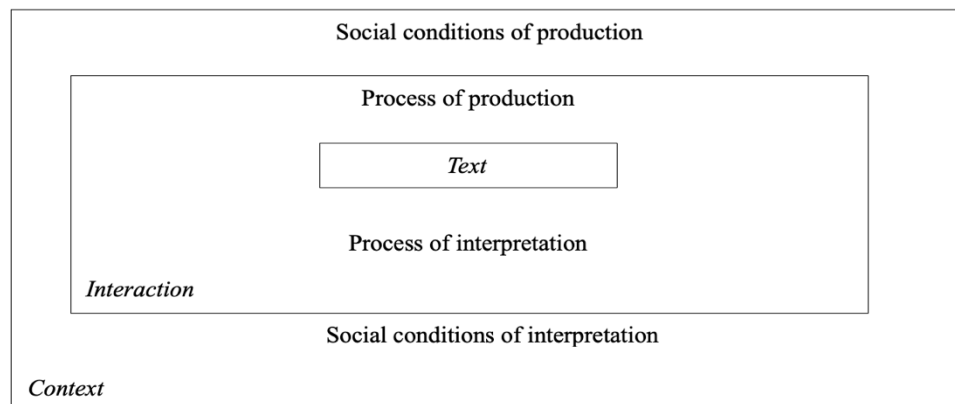 Social conditions of production
Process of production
Text
Process of interpretation
Interaction
Social conditions of interpretation
Context